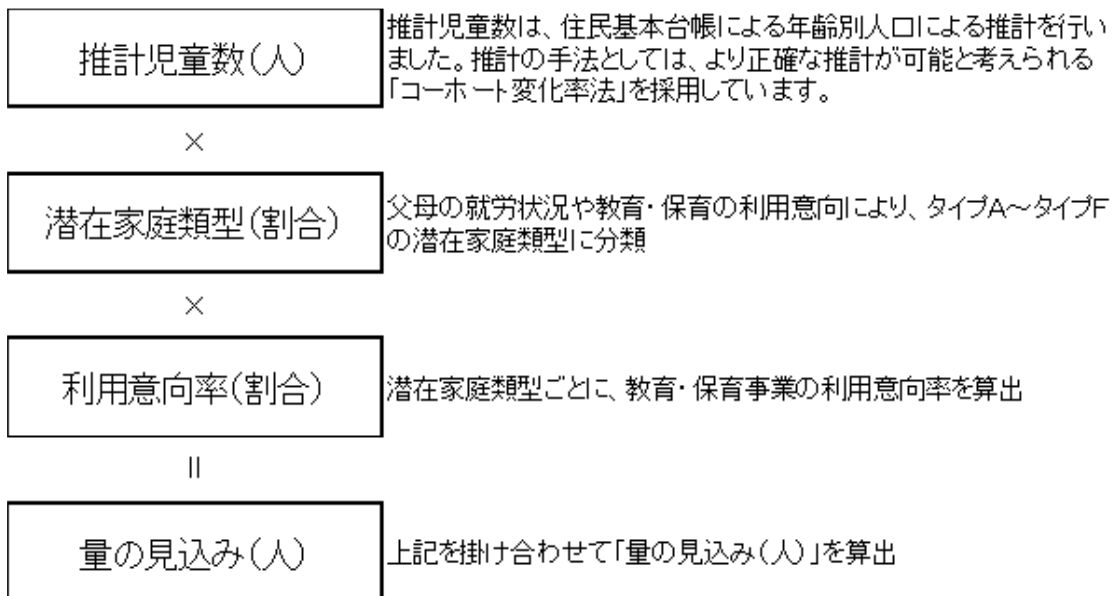 推計児童数(人)
推計児童数は、住民基本台帳による年齢別人口による推計を行い
ました。推計の手法としては、より正確な推計が可能と考えられる
「コーホート変化率法」を採用しています。
×
潜在家庭類型(割合)
父母の就労状況や教育・保育の利用意向により、タイプA～タイプF
の潜在家庭類型に分類
×
利用意向率(割合)
潜在家庭類型ごとに、教育・保育事業の利用意向率を算出
＝
量の見込み(人)
上記を掛け合わせて「量の見込み(人)」を算出